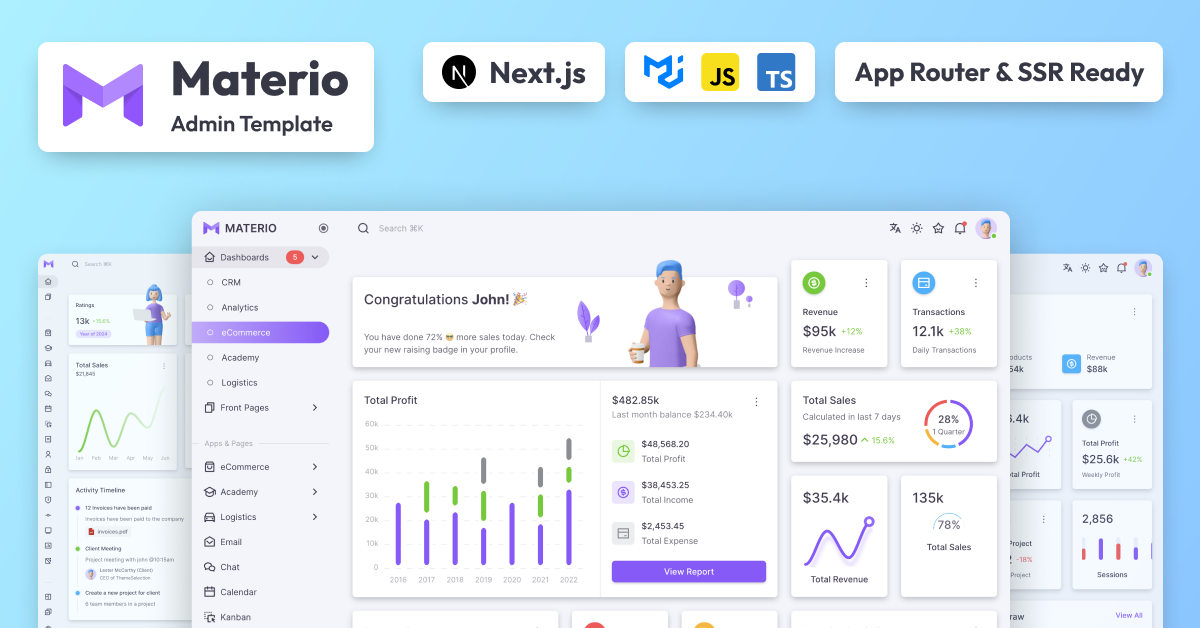 Materio
Admin Template
N Next.js
JS
TS
App Router & SSR Ready
MATERIO
Search ⌘K
Dashboards 5
CRM
Analytics
eCommerce
Academy
Logistics
Front Pages
Apps & Pages
eCommerce
Academy
Logistics
Email
Chat
Calendar
Kanban
Congratulations John! 🎉
You have done 72% 😎 more sales today. Check
your new raising badge in your profile.
Revenue
$95k +12%
Revenue Increase
Transactions
12.1k +38%
Daily Transactions
Total Profit
60k
50k
40k
30k
20k
10k
0
2016 2017 2018 2019 2020 2021 2022
$482.85k
Last month balance $234.40k
$48,568.20
Total Profit
$38,453.25
Total Income
$2,453.45
Total Expense
View Report
Total Sales
Calculated in last 7 days
$25,980 15.6%
28%
1 Quarter
$35.4k
Total Revenue
135k
78%
Total Sales
Search ⌘K
Ratings
13k +15.6%
Year of 2024
Total Sales
$21,845
Jan Feb Mar Apr May Jun
Activity Timeline
12 Invoices have been paid
Invoices have been paid to the company
invoices.pdf
Client Meeting
Project meeting with john @10:15am
Lester McCarthy (Client)
CEO of ThemeSelection
Create a new project for client
6 team members in a project
oducts
54k
Revenue
$88k
5.4k
tal Profit
Total Profit
$25.6k +42%
Weekly Profit
Project
-18%
Project
2,856
Sessions
raw
View All